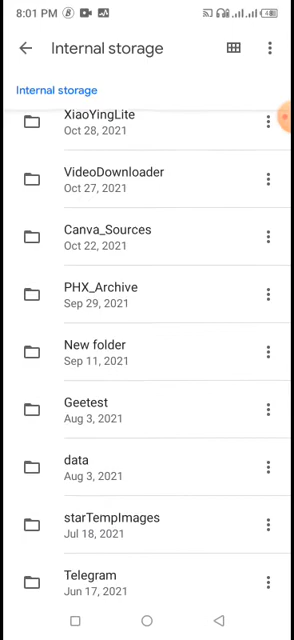 8:01 PM
Internal storage
Internal storage
XiaoYingLite
Oct 28, 2021
VideoDownloader
Oct 27, 2021
Canva_Sources
Oct 22, 2021
PHX_Archive
Sep 29, 2021
New folder
Sep 11, 2021
Geetest
Aug 3, 2021
data
Aug 3, 2021
starTempImages
Jul 18, 2021
Telegram
Jun 17, 2021